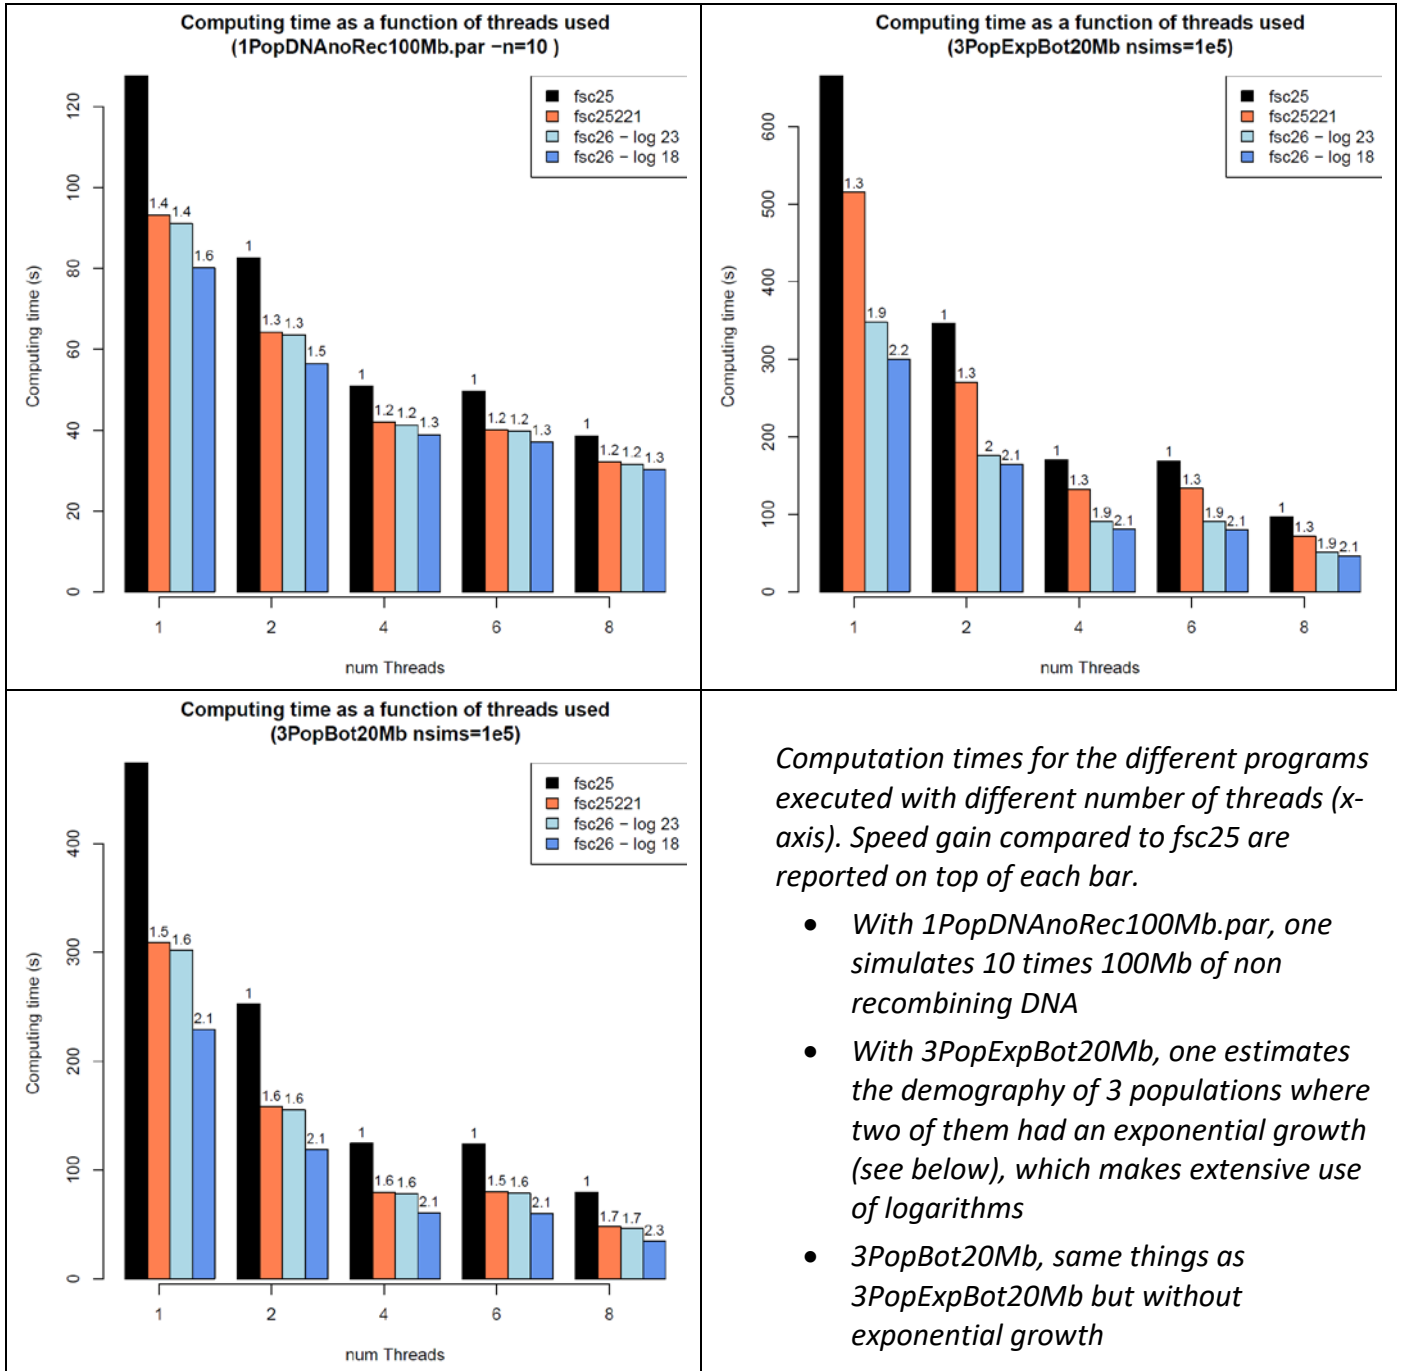 Computing time as a function of threads used
(1PopDNAnoRec100Mb.par −n=10 )
fsc25
fsc25221
fsc26 − log 23
fsc26 − log 18
Computing time (s)
0
20
40
60
80
100
120
1.4
1.4
1.6
1
1.3
1.3
1.5
1
1.2
1.2
1.3
1
1.2
1.2
1.3
1
1.2
1.2
1.3
1
2
4
6
8
num Threads
Computing time as a function of threads used
(3PopExpBot20Mb nsims=1e5)
fsc25
fsc25221
fsc26 − log 23
fsc26 − log 18
Computing time (s)
0
100
200
300
400
500
600
1.3
1.9
2.2
1
1.3
2
2.1
1
1.3
1.9
2.1
1
1.3
1.9
2.1
1
1.3
1.9
2.1
1
2
4
6
8
num Threads
Computing time as a function of threads used
(3PopBot20Mb nsims=1e5)
fsc25
fsc25221
fsc26 − log 23
fsc26 − log 18
Computing time (s)
0
100
200
300
400
1.5
1.6
2.1
1
1.6
1.6
2.1
1
1.6
1.6
2.1
1
1.5
1.6
2.1
1
1.7
1.7
2.3
1
2
4
6
8
num Threads
Computation times for the different programs
executed with different number of threads (x-
axis). Speed gain compared to fsc25 are
reported on top of each bar.
• With 1PopDNAnoRec100Mb.par, one
simulates 10 times 100Mb of non
recombining DNA
• With 3PopExpBot20Mb, one estimates
the demography of 3 populations where
two of them had an exponential growth
(see below), which makes extensive use
of logarithms
• 3PopBot20Mb, same things as
3PopExpBot20Mb but without
exponential growth